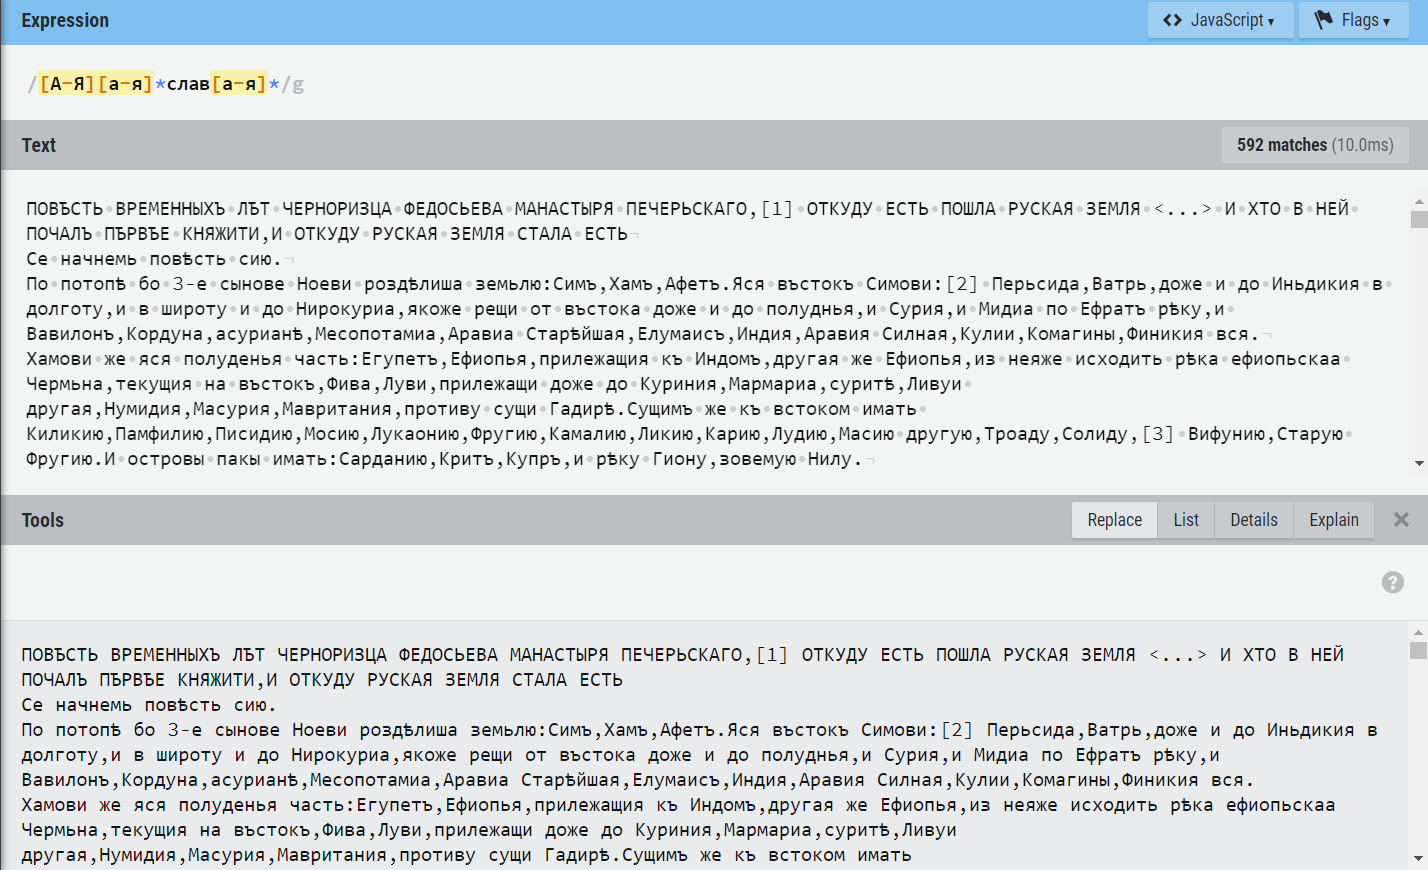 Expression
JavaScript ▾
Flags ▾
/[А-Я][а-я]*слав[а-я]*/g
Text
592 matches (10.0ms)
ПОВѢСТЬ•ВРЕМЕННЫХЪ•ЛѢТ•ЧЕРНОРИЗЦА•ФЕДОСЬЕВА•МАНАСТЫРЯ•ПЕЧЕРЬСКАГО,[1]•ОТКУДУ•ЕСТЬ•ПОШЛА•РУСКАЯ•ЗЕМЛЯ•<...>•И•ХТО•В•НЕЙ•
ПОЧАЛЪ•ПѢРВѢЕ•КНЯЖИТИ,И•ОТКУДУ•РУСКАЯ•ЗЕМЛЯ•СТАЛА•ЕСТЬ¬
Се•начнемь•повѣсть•сию.¬
По•потопѣ•бо•3-е•сынове•Ноеви•роздѣлиша•земьлю:Симъ,Хамъ,Афетъ.Яся•въстокъ•Симови:[2]•Перьсида,Ватрь,доже•и•до•Иньдикия•в•
долготу,и•в•широту•и•до•Нирокуриа,якоже•рещи•от•въстока•доже•и•до•полуднья,и•Сурия,и•Мидиа•по•Ефратъ•рѣку,и•
Вавилонъ,Кордуна,асурианѣ,Месопотамиа,Аравиа•Старѣйшая,Елумаисъ,Индия,Аравия•Силная,Кулии,Комагины,Финикия•вся.¬
Хамови•же•яся•полуденья•часть:Егупетъ,Ефиопья,прилежащия•къ•Индомъ,другая•же•Ефиопья,из•неяже•исходить•рѣка•ефиопьскаа•
Чермьна,текущия•на•въстокъ,Фива,Луви,прилежащи•доже•до•Куриния,Мармариа,суритѣ,Ливуи•
другая,Нумидия,Масурия,Мавритания,противу•сущи•Гадирѣ.Сущимъ•же•къ•встоком•имать•
Киликию,Памфилию,Писидию,Мосию,Лукаонию,Фругию,Камалию,Ликию,Карию,Лудию,Масию•другую,Троаду,Солиду,[3]•Вифунию,Старую•
Фругию.И•островы•пакы•имать:Сарданию,Критъ,Купръ,и•рѣку•Гиону,зовемую•Нилу.¬
Tools
Replace
List
Details
Explain
ПОВѢСТЬ ВРЕМЕННЫХЪ ЛѢТ ЧЕРНОРИЗЦА ФЕДОСЬЕВА МАНАСТЫРЯ ПЕЧЕРЬСКАГО,[1] ОТКУДУ ЕСТЬ ПОШЛА РУСКАЯ ЗЕМЛЯ <...> И ХТО В НЕЙ
ПОЧАЛЪ ПѢРВѢЕ КНЯЖИТИ,И ОТКУДУ РУСКАЯ ЗЕМЛЯ СТАЛА ЕСТЬ
Се начнемь повѣсть сию.
По потопѣ бо 3-е сынове Ноеви роздѣлиша земьлю:Симъ,Хамъ,Афетъ.Яся въстокъ Симови:[2] Перьсида,Ватрь,доже и до Иньдикия в
долготу,и в широту и до Нирокуриа,якоже рещи от въстока доже и до полуднья,и Сурия,и Мидиа по Ефратъ рѣку,и
Вавилонъ,Кордуна,асурианѣ,Месопотамиа,Аравиа Старѣйшая,Елумаисъ,Индия,Аравия Силная,Кулии,Комагины,Финикия вся.
Хамови же яся полуденья часть:Егупетъ,Ефиопья,прилежащия къ Индомъ,другая же Ефиопья,из неяже исходить рѣка ефиопьскаа
Чермьна,текущия на въстокъ,Фива,Луви,прилежащи доже до Куриния,Мармариа,суритѣ,Ливуи
другая,Нумидия,Масурия,Мавритания,противу сущи Гадирѣ.Сущимъ же къ встоком имать